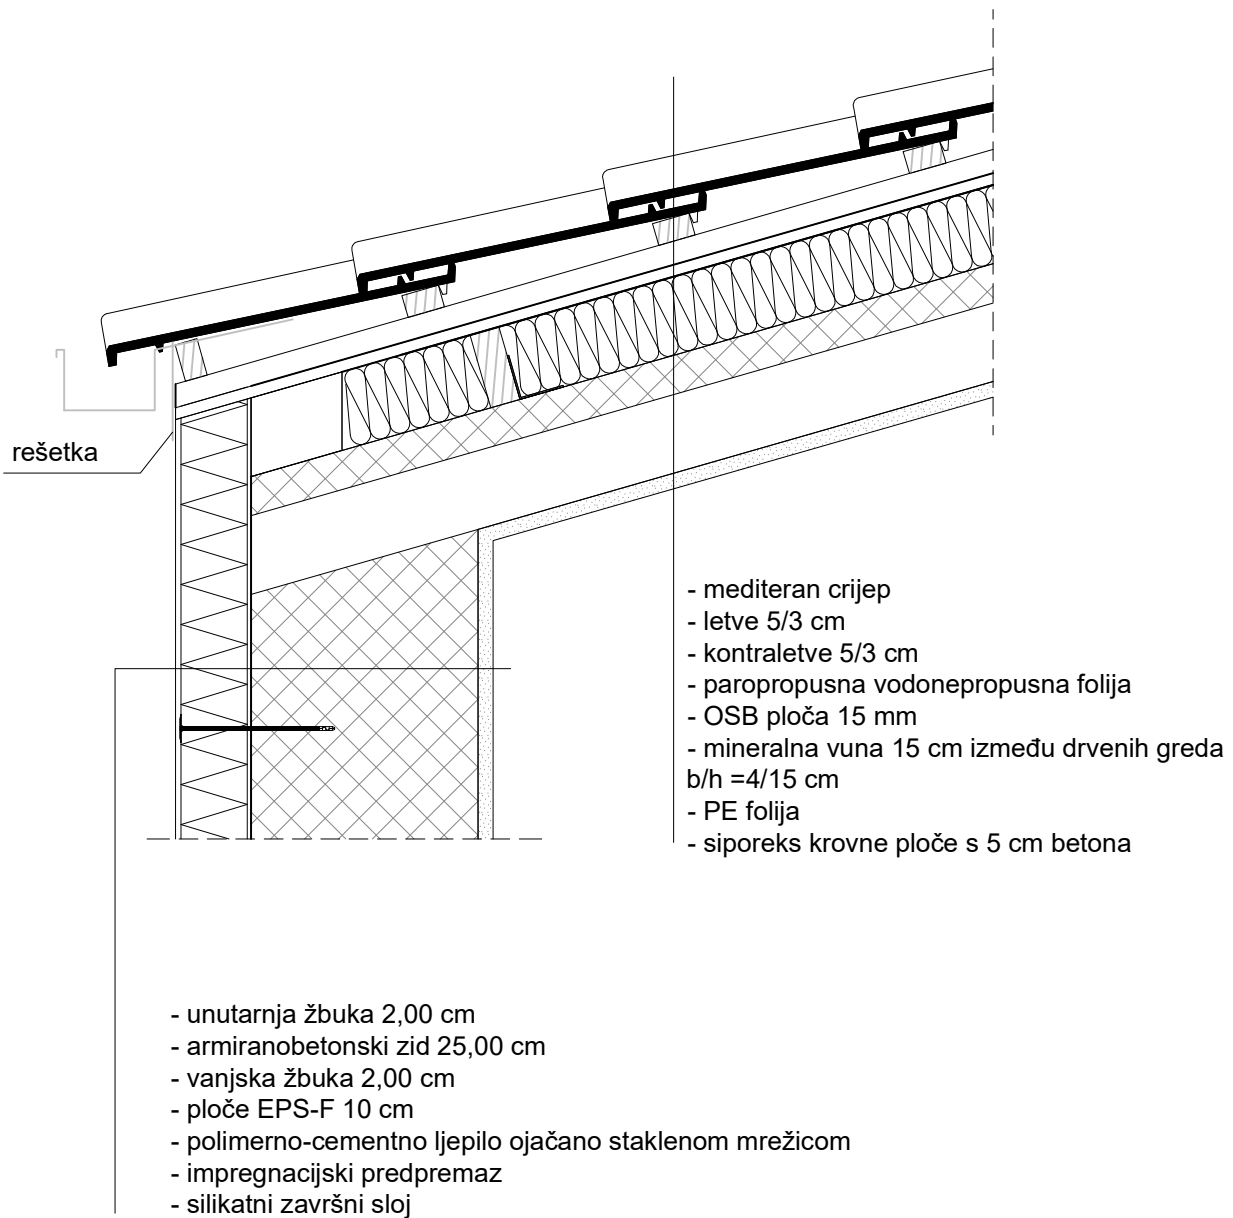 rešetka
- mediteran crijep
- letve 5/3 cm
- kontraletve 5/3 cm
- paropropusna vodonepropusna folija
- OSB ploča 15 mm
- mineralna vuna 15 cm između drvenih greda
b/h =4/15 cm
- PE folija
- siporeks krovne ploče s 5 cm betona
- unutarnja žbuka 2,00 cm
- armiranobetonski zid 25,00 cm
- vanjska žbuka 2,00 cm
- ploče EPS-F 10 cm
- polimerno-cementno ljepilo ojačano staklenom mrežicom
- impregnacijski predpremaz
- silikatni završni sloj